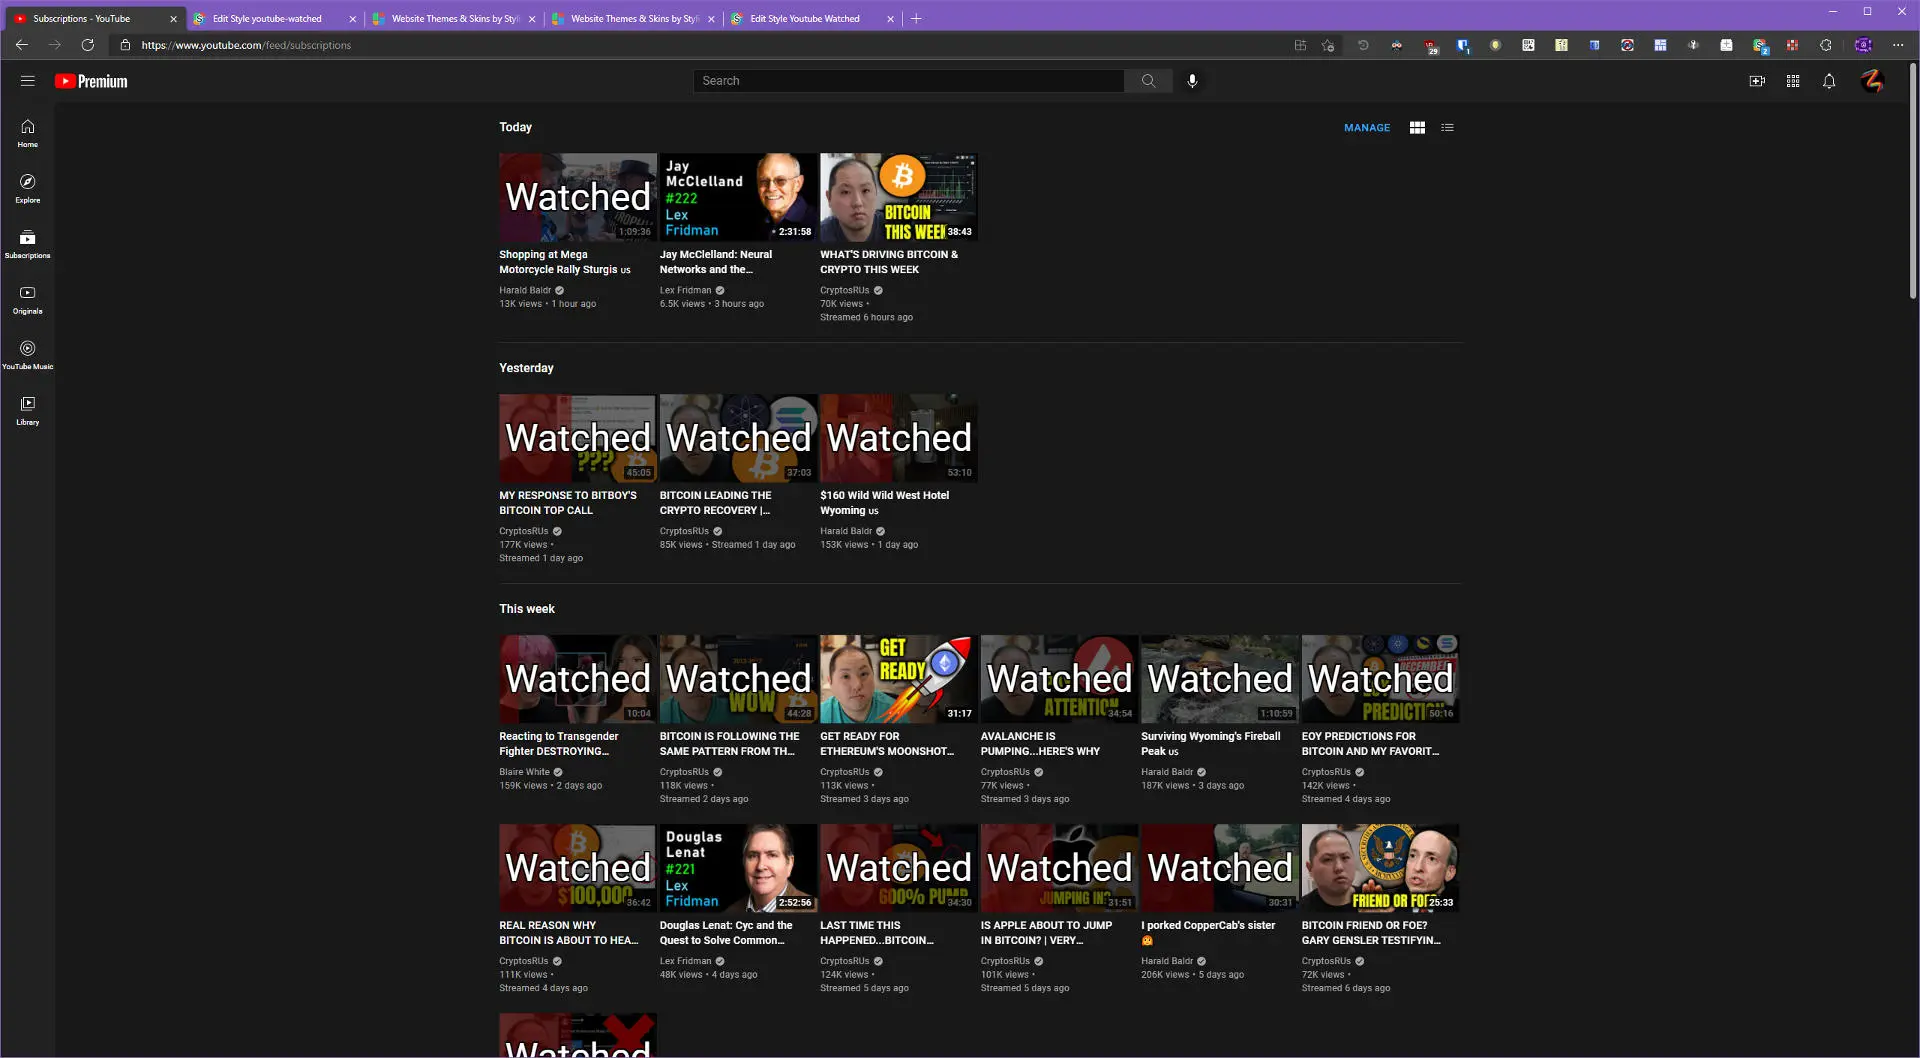 Subscriptions - YouTube
Edit Style youtube-watched
Website Themes & Skins by Styli
Website Themes & Skins by Styli
Edit Style Youtube Watched
https://www.youtube.com/feed/subscriptions
29
1
2
Premium
Search
Home
Explore
Subscriptions
Originals
YouTube Music
Library
Today
MANAGE
Watched
1:09:36
Shopping at Mega
Motorcycle Rally Sturgis us
Harald Baldr
13K views • 1 hour ago
Jay
McClelland
#222
Lex
Fridman
2:31:58
Jay McClelland: Neural
Networks and the...
Lex Fridman
6.5K views • 3 hours ago
BITCOIN
THIS WEEK
38:43
WHAT'S DRIVING BITCOIN &
CRYPTO THIS WEEK
CryptosRUs
70K views •
Streamed 6 hours ago
Yesterday
Watched
???
45:05
MY RESPONSE TO BITBOY'S
BITCOIN TOP CALL
CryptosRUs
177K views •
Streamed 1 day ago
Watched
37:03
BITCOIN LEADING THE
CRYPTO RECOVERY |...
CryptosRUs
85K views • Streamed 1 day ago
Watched
53:10
$160 Wild Wild West Hotel
Wyoming us
Harald Baldr
153K views • 1 day ago
This week
Watched
10:04
Reacting to Transgender
Fighter DESTROYING...
Blaire White
159K views • 2 days ago
Watched
WOW
44:28
BITCOIN IS FOLLOWING THE
SAME PATTERN FROM TH...
CryptosRUs
118K views •
Streamed 2 days ago
GET
READY
31:17
GET READY FOR
ETHEREUM'S MOONSHOT...
CryptosRUs
113K views •
Streamed 3 days ago
Watched
ATTENTION
34:54
AVALANCHE IS
PUMPING...HERE'S WHY
CryptosRUs
77K views •
Streamed 3 days ago
Watched
1:10:59
Surviving Wyoming's Fireball
Peak us
Harald Baldr
187K views • 3 days ago
DECEMBER
Watched
PREDICTION
50:16
EOY PREDICTIONS FOR
BITCOIN AND MY FAVORIT...
CryptosRUs
142K views •
Streamed 4 days ago
Watched
$100,000
36:42
REAL REASON WHY
BITCOIN IS ABOUT TO HEA...
CryptosRUs
111K views •
Streamed 4 days ago
Douglas
Lenat
#221
Lex
Fridman
2:52:56
Douglas Lenat: Cyc and the
Quest to Solve Common...
Lex Fridman
48K views • 4 days ago
Watched
600% PUMP
34:30
LAST TIME THIS
HAPPENED...BITCOIN...
CryptosRUs
124K views •
Streamed 5 days ago
Watched
JUMPING IN?
31:51
IS APPLE ABOUT TO JUMP
IN BITCOIN? | VERY...
CryptosRUs
101K views •
Streamed 5 days ago
Watched
30:31
I porked CopperCab's sister
Harald Baldr
206K views • 5 days ago
FRIEND OR FOE
25:33
BITCOIN FRIEND OR FOE?
GARY GENSLER TESTIFYIN...
CryptosRUs
72K views •
Streamed 6 days ago
Watched